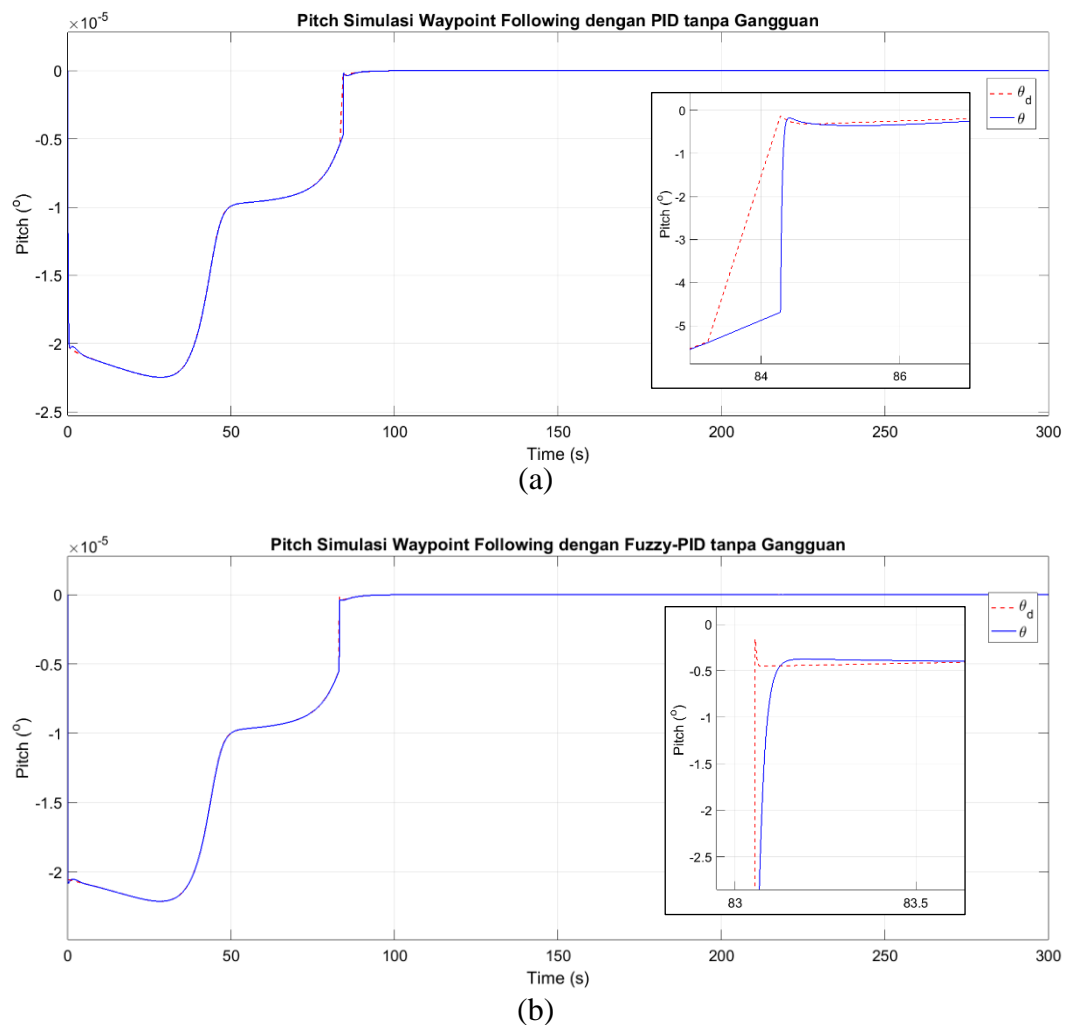 Pitch Simulasi Waypoint Following dengan PID tanpa Gangguan
×10⁻⁵
0
-0.5
-1
-1.5
-2
-2.5
Pitch (°)
0 50 100 150 200 250 300
Time (s)
θd
θ
0
-1
-2
-3
-4
-5
Pitch (°)
84 86
(a)
Pitch Simulasi Waypoint Following dengan Fuzzy-PID tanpa Gangguan
×10⁻⁵
0
-0.5
-1
-1.5
-2
Pitch (°)
0 50 100 150 200 250 300
Time (s)
θd
θ
0
-0.5
-1
-1.5
-2
-2.5
Pitch (°)
83 83.5
(b)